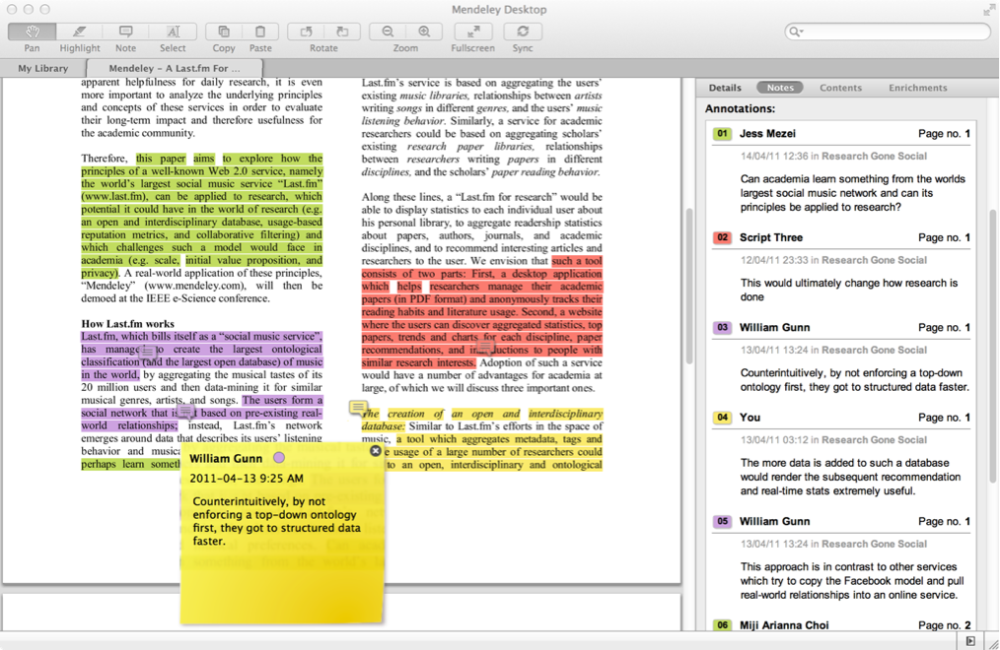 Mendeley Desktop
Pan
Highlight
Note
Select
Copy
Paste
Rotate
Zoom
Fullscreen
Sync
My Library
Mendeley – A Last.fm For ...
apparent helpfulness for daily research, it is even
more important to analyze the underlying principles
and concepts of these services in order to evaluate
their long-term impact and therefore usefulness for
the academic community.
Therefore, this paper aims to explore how the
principles of a well-known Web 2.0 service, namely
the world's largest social music service "Last.fm"
(www.last.fm), can be applied to research, which
potential it could have in the world of research (e.g.
an open and interdisciplinary database, usage-based
reputation metrics, and collaborative filtering) and
which challenges such a model would face in
academia (e.g. scale, initial value proposition, and
privacy). A real-world application of these principles,
"Mendeley" (www.mendeley.com), will then be
demoed at the IEEE e-Science conference.
How Last.fm works
Last.fm, which bills itself as a "social music service",
has to create the largest ontological
classification (and the largest open database) of music
in the world, by aggregating the musical tastes of its
20 million users and then data-mining it for similar
musical genres, artists, and songs. The users form a
social network that is based on pre-existing real-
world relationships; instead, Last.fm's network
emerges around data that describes its users' listening
behavior and
perhaps learn
Last.fm's service is based on aggregating the users'
existing music libraries, relationships between artists
writing songs in different genres, and the users' music
listening behavior. Similarly, a service for academic
researchers could be based on aggregating scholars'
existing research paper libraries, relationships
between researchers writing papers in different
disciplines, and the scholars' paper reading behavior.
Along these lines, a "Last.fm for research" would be
able to display statistics to each individual user about
his personal library, to aggregate readership statistics
about papers, authors, journals, and academic
disciplines, and to recommend interesting articles and
researchers to the user. We envision that such a tool
consists of two parts: First, a desktop application
which helps researchers manage their academic
papers (in PDF format) and anonymously tracks their
reading habits and literature usage. Second, a website
where the users can discover aggregated statistics, top
papers, trends and charts for each discipline, paper
recommendations, and introductions to people with
similar research interests. Adoption of such a service
would have a number of advantages for academia at
large, of which we will discuss three important ones.
The creation of an open and interdisciplinary
database: Similar to Last.fm's efforts in the space of
music, a tool which aggregates metadata, tags and
usage of a large number of researchers could
to an open, interdisciplinary and ontological
William Gunn
2011-04-13 9:25 AM
Counterintuitively, by not
enforcing a top-down ontology
first, they got to structured data
faster.
Details
Notes
Contents
Enrichments
Annotations:
01 Jess Mezei Page no. 1
14/04/11 12:36 in Research Gone Social
Can academia learn something from the worlds
largest social music network and can its
principles be applied to research?
02 Script Three Page no. 1
12/04/11 23:33 in Research Gone Social
This would ultimately change how research is
done
03 William Gunn Page no. 1
13/04/11 13:24 in Research Gone Social
Counterintuitively, by not enforcing a top-down
ontology first, they got to structured data faster.
04 You Page no. 1
13/04/11 03:12 in Research Gone Social
The more data is added to such a database
would render the subsequent recommendation
and real-time stats extremely useful.
05 William Gunn Page no. 1
13/04/11 13:24 in Research Gone Social
This approach is in contrast to other services
which try to copy the Facebook model and pull
real-world relationships into an online service.
06 Miji Arianna Choi Page no. 2